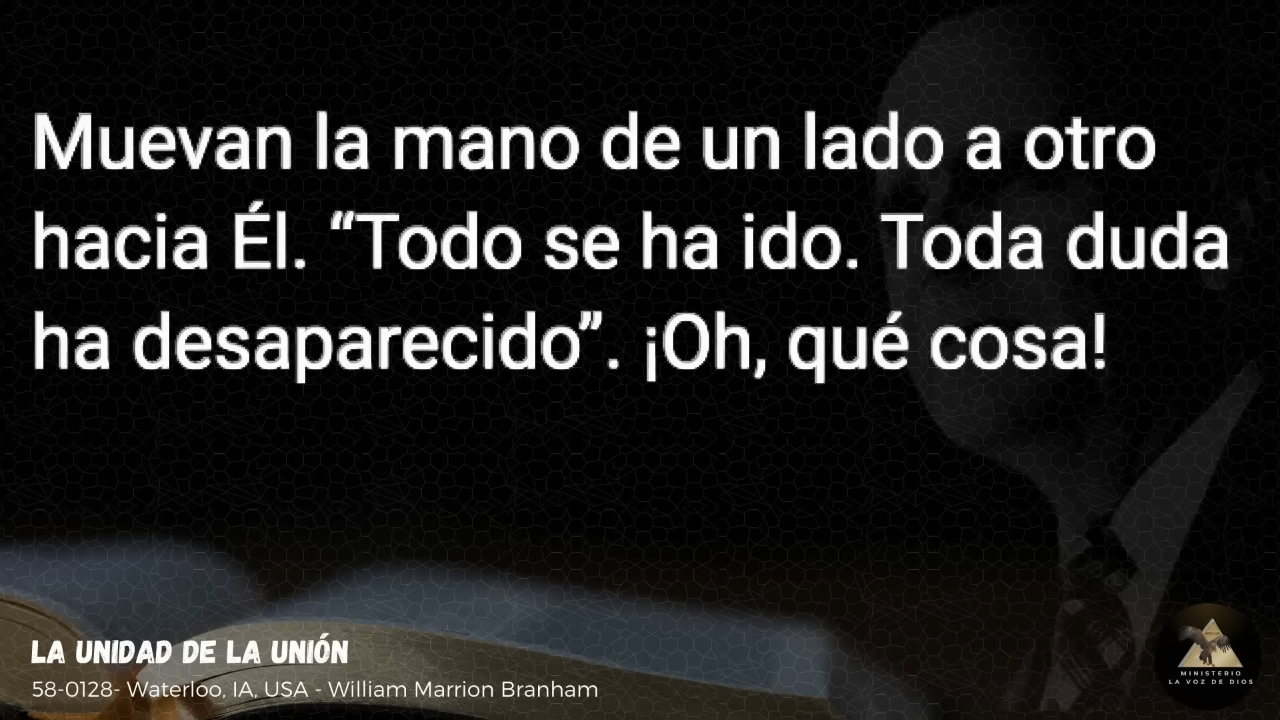 Muevan la mano de un lado a otro
hacia Él. “Todo se ha ido. Toda duda
ha desaparecido”. ¡Oh, qué cosa!
LA UNIDAD DE LA UNIÓN
58-0128- Waterloo, IA, USA - William Marrion Branham
MINISTERIO
LA VOZ DE DIOS